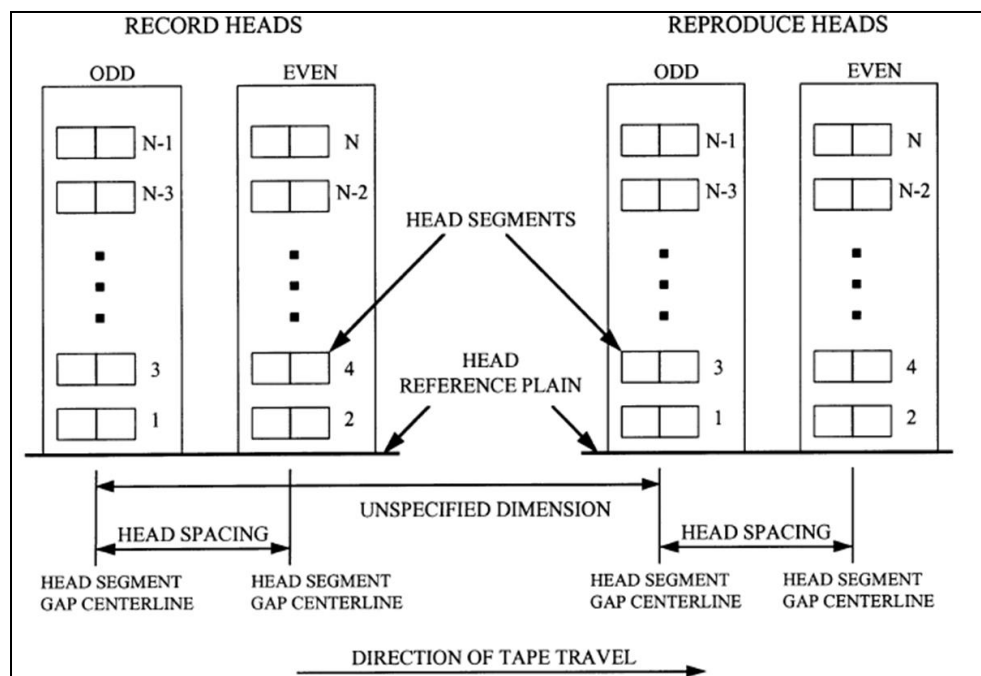 RECORD HEADS
REPRODUCE HEADS
ODD
EVEN
ODD
EVEN
N-1
N
N-1
N
N-3
N-2
N-3
N-2
HEAD SEGMENTS
3
4
3
4
HEAD
REFERENCE PLAIN
1
2
1
2
UNSPECIFIED DIMENSION
HEAD SPACING
HEAD SPACING
HEAD SEGMENT
GAP CENTERLINE
HEAD SEGMENT
GAP CENTERLINE
HEAD SEGMENT
GAP CENTERLINE
HEAD SEGMENT
GAP CENTERLINE
DIRECTION OF TAPE TRAVEL